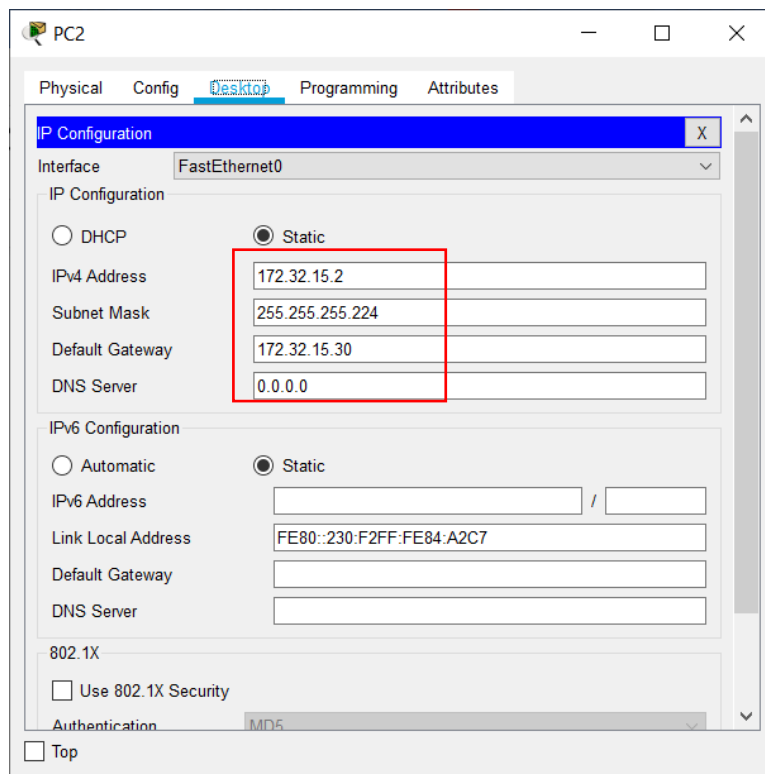 PC2
Physical Config Desktop Programming Attributes
IP Configuration X
Interface FastEthernet0
IP Configuration
DHCP Static
IPv4 Address 172.32.15.2
Subnet Mask 255.255.255.224
Default Gateway 172.32.15.30
DNS Server 0.0.0.0
IPv6 Configuration
Automatic Static
IPv6 Address /
Link Local Address FE80::230:F2FF:FE84:A2C7
Default Gateway
DNS Server
802.1X
Use 802.1X Security
Authentication MD5
Top